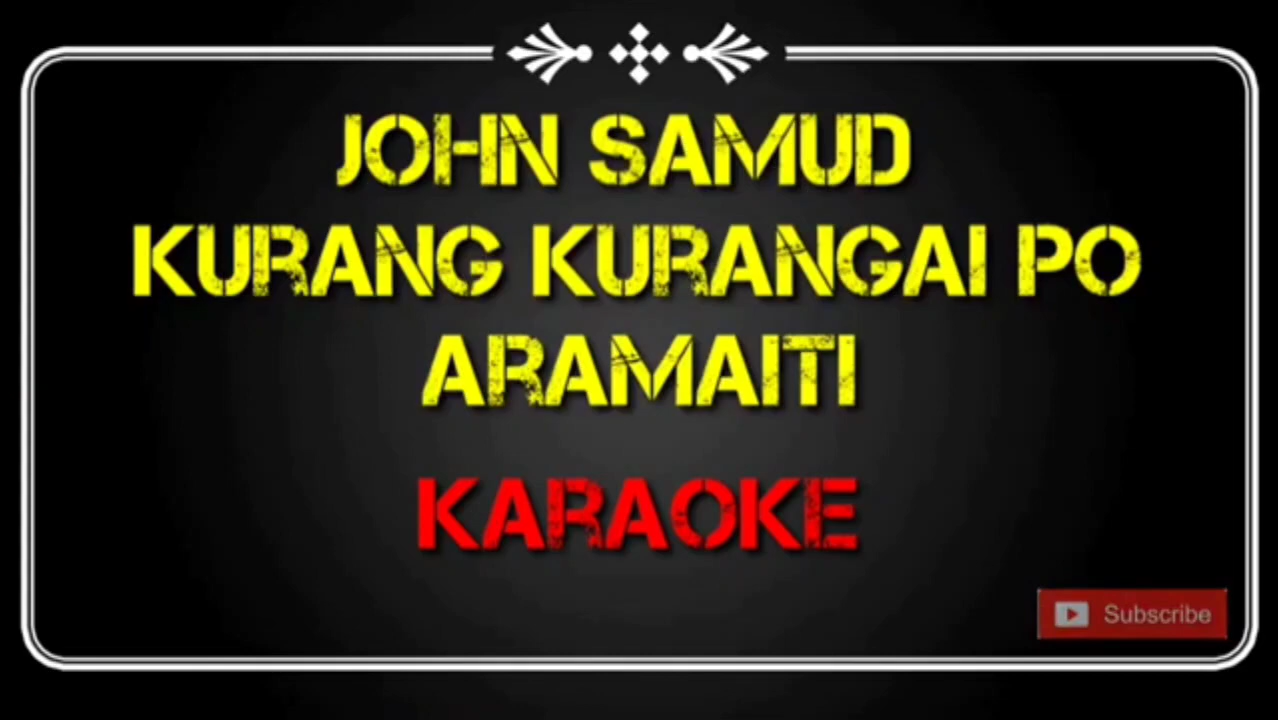 JOHN SAMUD
KURANG KURANGAI PO
ARAMAITI
KARAOKE
Subscribe